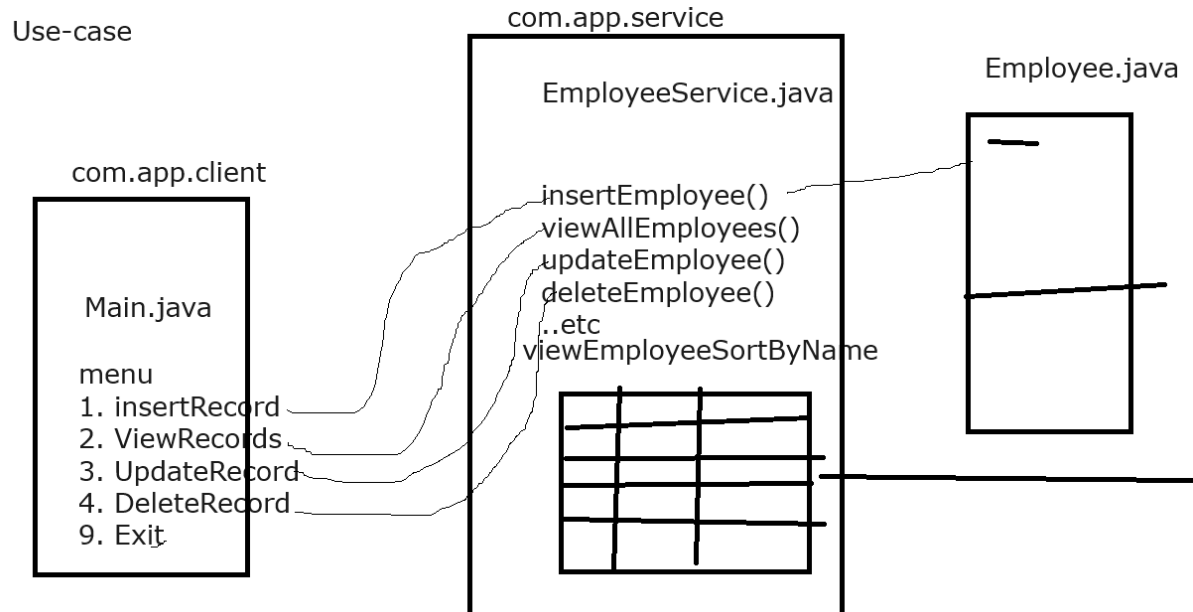 Use-case
com.app.service
EmployeeService.java
Employee.java
com.app.client
insertEmployee()
viewAllEmployees()
updateEmployee()
deleteEmployee()
..etc
viewEmployeeSortByName
Main.java
menu
1. insertRecord
2. ViewRecords
3. UpdateRecord
4. DeleteRecord
9. Exit